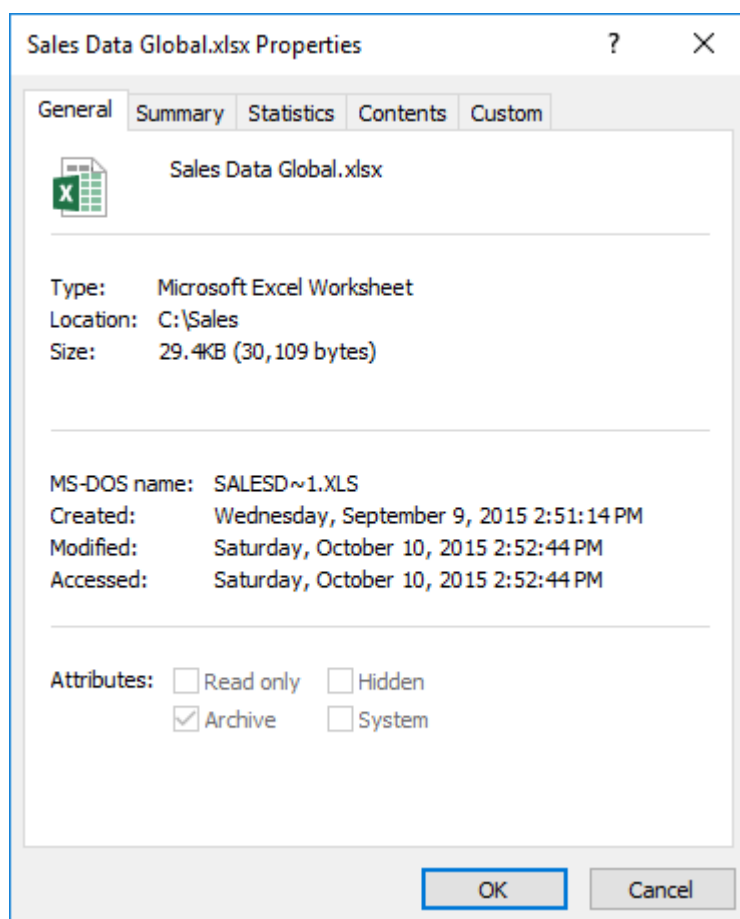 Sales Data Global.xlsx Properties ? ×
General Summary Statistics Contents Custom
X
Sales Data Global.xlsx
Type: Microsoft Excel Worksheet
Location: C:\Sales
Size: 29.4KB (30,109 bytes)
MS-DOS name: SALESD~1.XLS
Created: Wednesday, September 9, 2015 2:51:14 PM
Modified: Saturday, October 10, 2015 2:52:44 PM
Accessed: Saturday, October 10, 2015 2:52:44 PM
Attributes: Read only Hidden
Archive System
OK Cancel